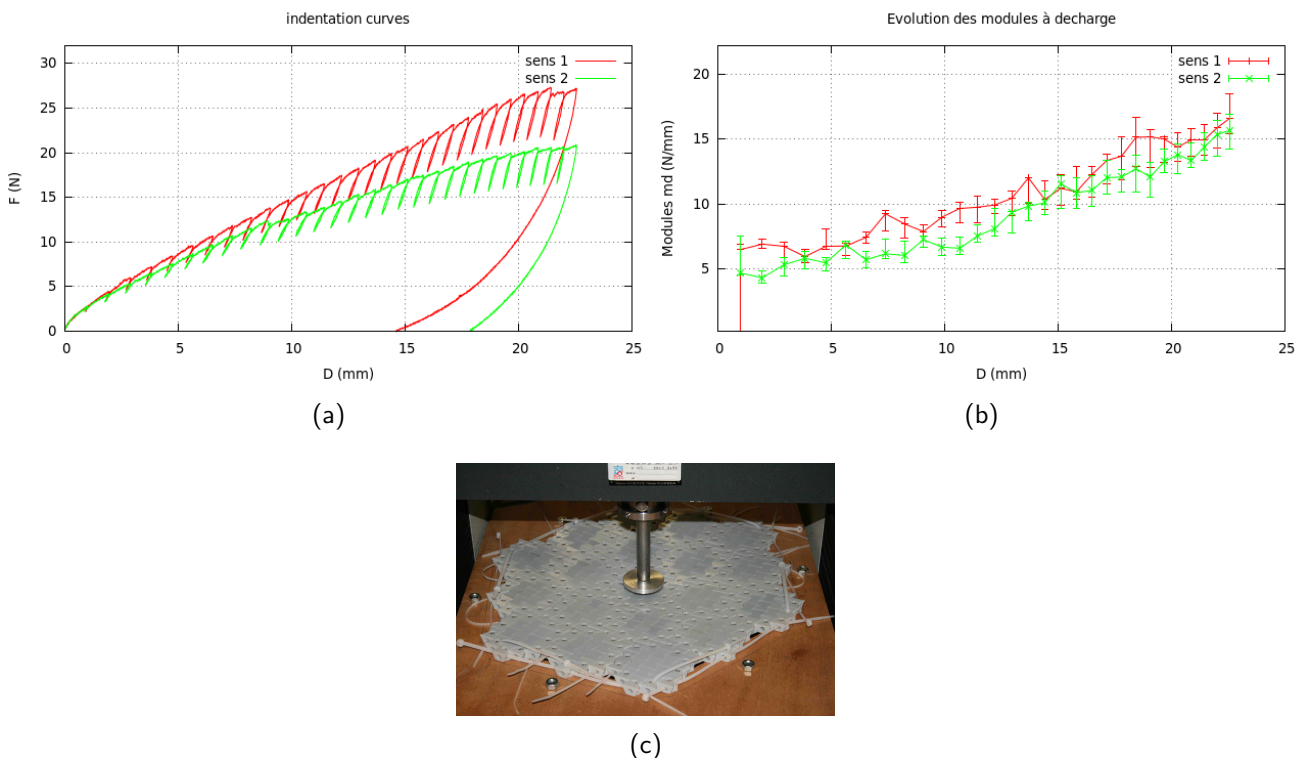 indentation curves
sens 1
sens 2
30
25
20
15
10
5
0
F (N)
0 5 10 15 20 25
D (mm)
(a)
Evolution des modules à decharge
sens 1
sens 2
20
15
10
5
Modules md (N/mm)
0 5 10 15 20 25
D (mm)
(b)
(c)